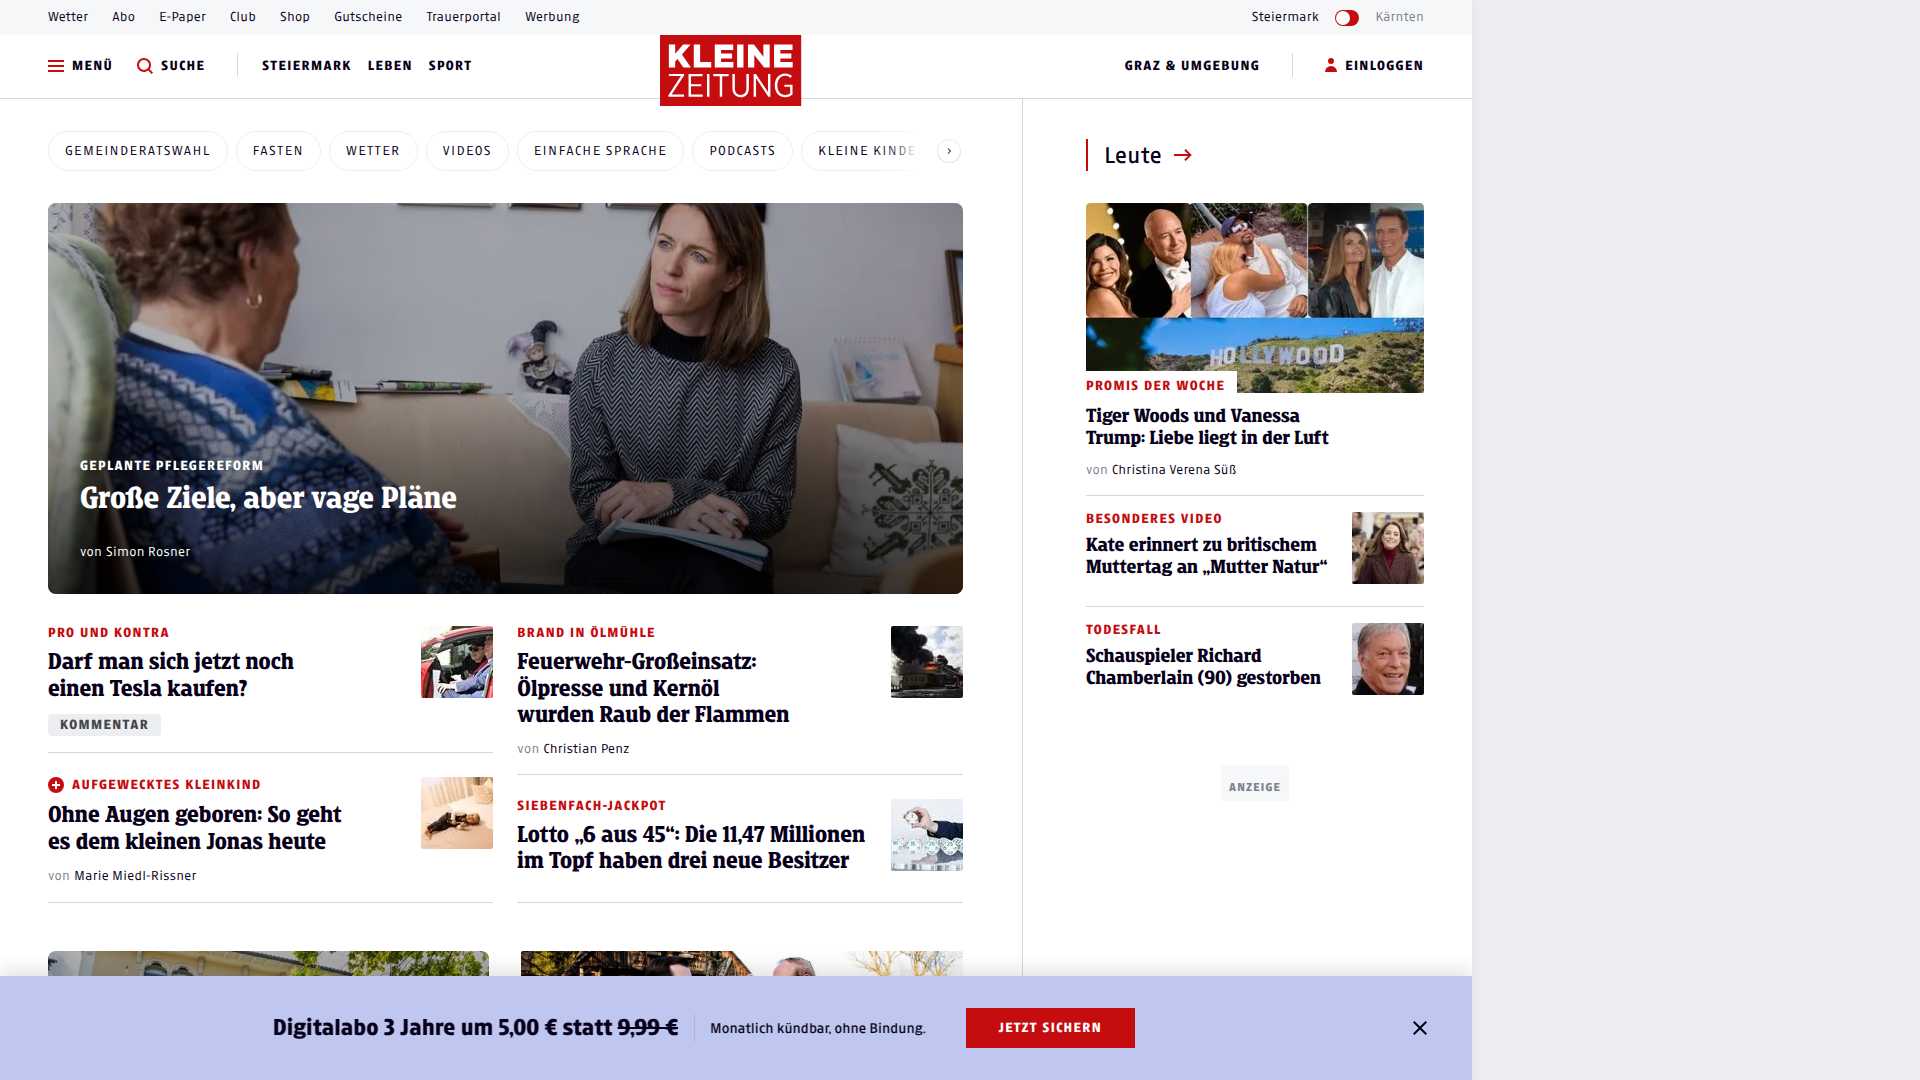 Wetter Abo E-Paper Club Shop Gutscheine Trauerportal Werbung Steiermark Kärnten
MENÜ SUCHE STEIERMARK LEBEN SPORT KLEINE ZEITUNG GRAZ & UMGEBUNG EINLOGGEN
GEMEINDERATSWAHL FASTEN WETTER VIDEOS EINFACHE SPRACHE PODCASTS KLEINE KINDE
GEPLANTE PFLEGEREFORM
Große Ziele, aber vage Pläne
von Simon Rosner
PRO UND KONTRA
Darf man sich jetzt noch
einen Tesla kaufen?
KOMMENTAR
AUFGEWECKTES KLEINKIND
Ohne Augen geboren: So geht
es dem kleinen Jonas heute
von Marie Miedl-Rissner
BRAND IN ÖLMÜHLE
Feuerwehr-Großeinsatz:
Ölpresse und Kernöl
wurden Raub der Flammen
von Christian Penz
SIEBENFACH-JACKPOT
Lotto „6 aus 45“: Die 11,47 Millionen
im Topf haben drei neue Besitzer
Leute
HOLLYWOOD
PROMIS DER WOCHE
Tiger Woods und Vanessa
Trump: Liebe liegt in der Luft
von Christina Verena Süß
BESONDERES VIDEO
Kate erinnert zu britischem
Muttertag an „Mutter Natur“
TODESFALL
Schauspieler Richard
Chamberlain (90) gestorben
ANZEIGE
Digitalabo 3 Jahre um 5,00 € statt 9,99 € Monatlich kündbar, ohne Bindung. JETZT SICHERN